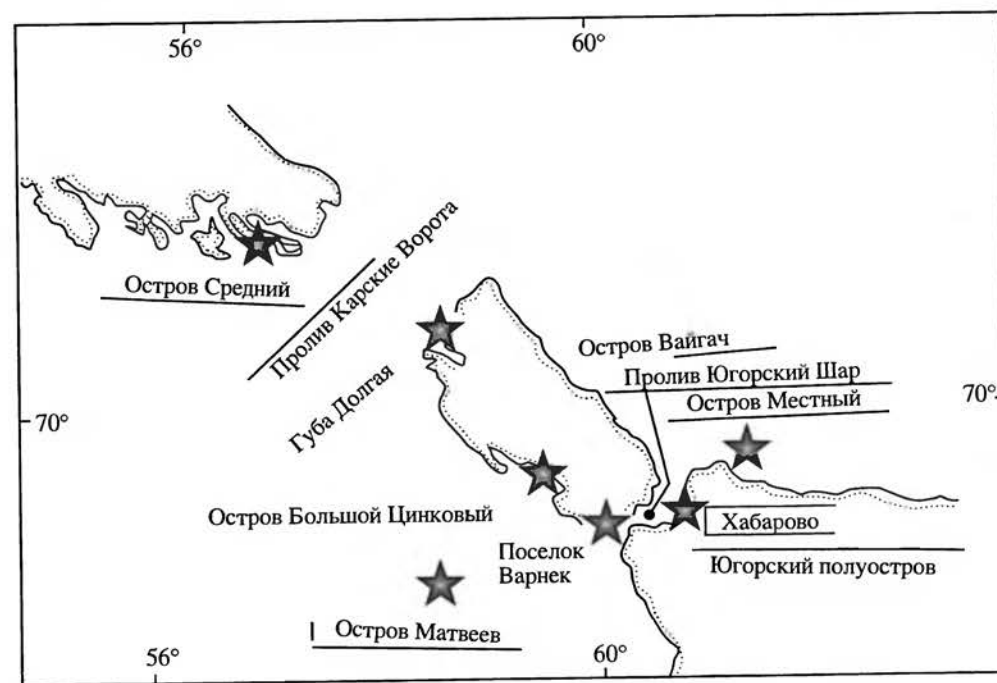 56°
60°
Остров Средний
Пролив Карские Ворота
Губа Долгая
Остров Вайгач
Пролив Югорский Шар
Остров Местный
70°
70°
Остров Большой Цинковый
Хабарово
Поселок
Варнек
Югорский полуостров
Остров Матвеев
56°
60°